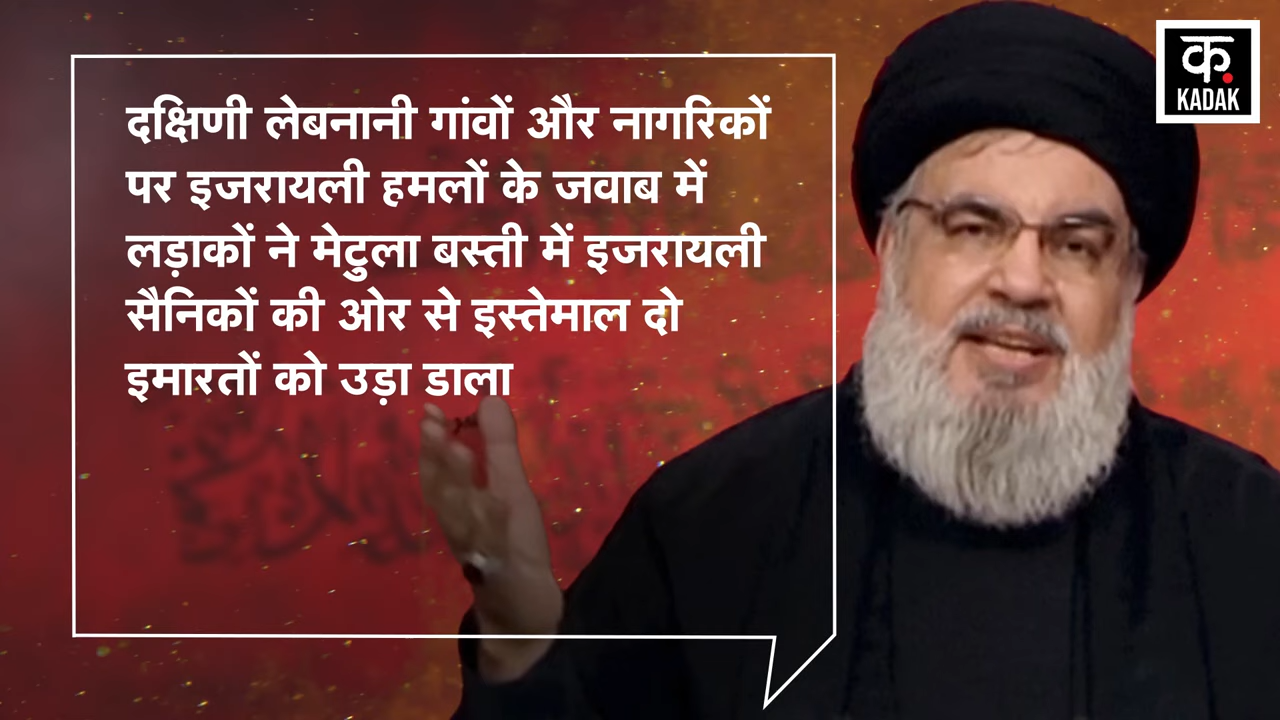 दक्षिणी लेबनानी गांवों और नागरिकों
पर इजरायली हमलों के जवाब में
लड़ाकों ने मेटुला बस्ती में इजरायली
सैनिकों की ओर से इस्तेमाल दो
इमारतों को उड़ा डाला
क
KADAK